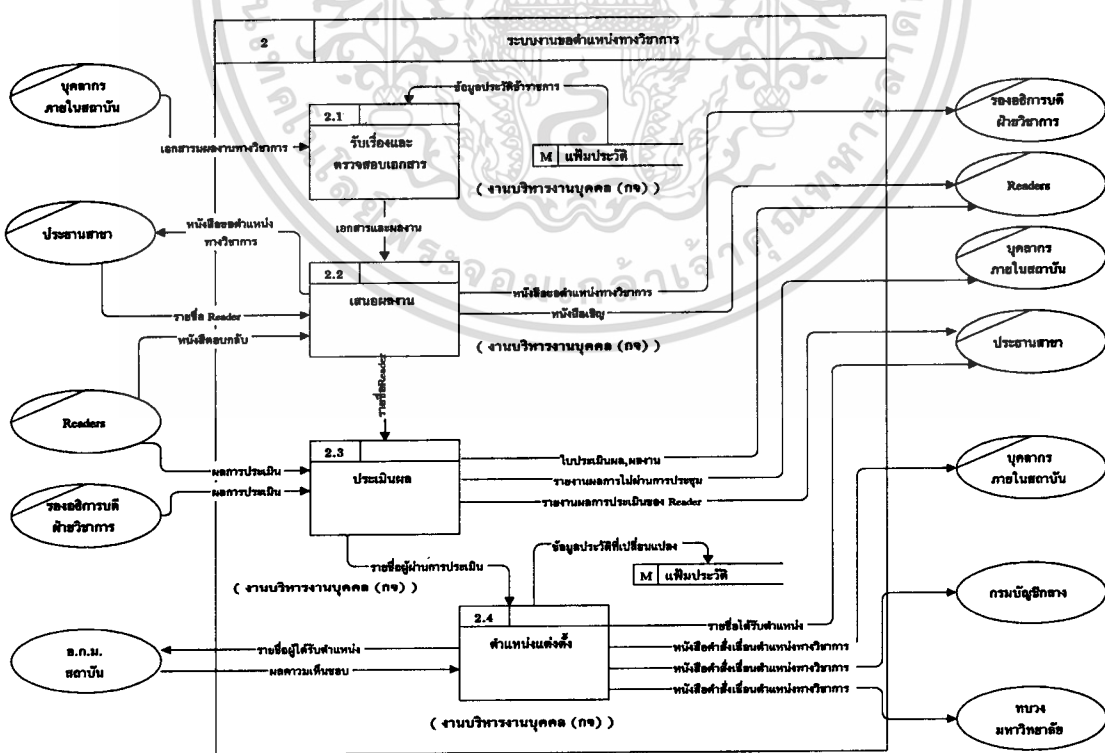 2
ระบบงานขอตำแหน่งทางวิชาการ
บุคลากร
ภายในสถาบัน
ข้อมูลประวัติข้าราชการ
รองอธิการบดี
ฝ่ายวิชาการ
2.1
รับเรื่องและ
ตรวจสอบเอกสาร
เอกสารผลงานทางวิชาการ
M แฟ้มประวัติ
( งานบริหารงานบุคคล (กจ) )
Readers
ประธานสาขา
หนังสือขอตำแหน่ง
ทางวิชาการ
เอกสารและผลงาน
บุคลากร
ภายในสถาบัน
พระจอมเกล้าเจ้าคุณทหาร
2.2
เสนอผลงาน
หนังสือขอตำแหน่งทางวิชาการ
หนังสือเชิญ
รายชื่อ Reader
หนังสือตอบกลับ
( งานบริหารงานบุคคล (กจ) )
ประธานสาขา
รายชื่อReader
Readers
2.3
ประเมินผล
ผลการประเมิน
ผลการประเมิน
ใบประเมินผล,ผลงาน
รายงานผลการไม่ผ่านการประชุม
รายงานผลการประเมินของ Reader
บุคลากร
ภายในสถาบัน
รองอธิการบดี
ฝ่ายวิชาการ
ข้อมูลประวัติที่เปลี่ยนแปลง
รายชื่อผู้ผ่านการประเมิน
M แฟ้มประวัติ
( งานบริหารงานบุคคล (กจ) )
กรมบัญชีกลาง
2.4
ตำแหน่งแต่งตั้ง
รายชื่อได้รับตำแหน่ง
หนังสือคำสั่งเลื่อนตำแหน่งทางวิชาการ
หนังสือคำสั่งเลื่อนตำแหน่งทางวิชาการ
หนังสือคำสั่งเลื่อนตำแหน่งทางวิชาการ
อ.ก.ม.
สถาบัน
รายชื่อผู้ได้รับตำแหน่ง
ผลความเห็นชอบ
ทบวง
มหาวิทยาลัย
( งานบริหารงานบุคคล (กจ) )